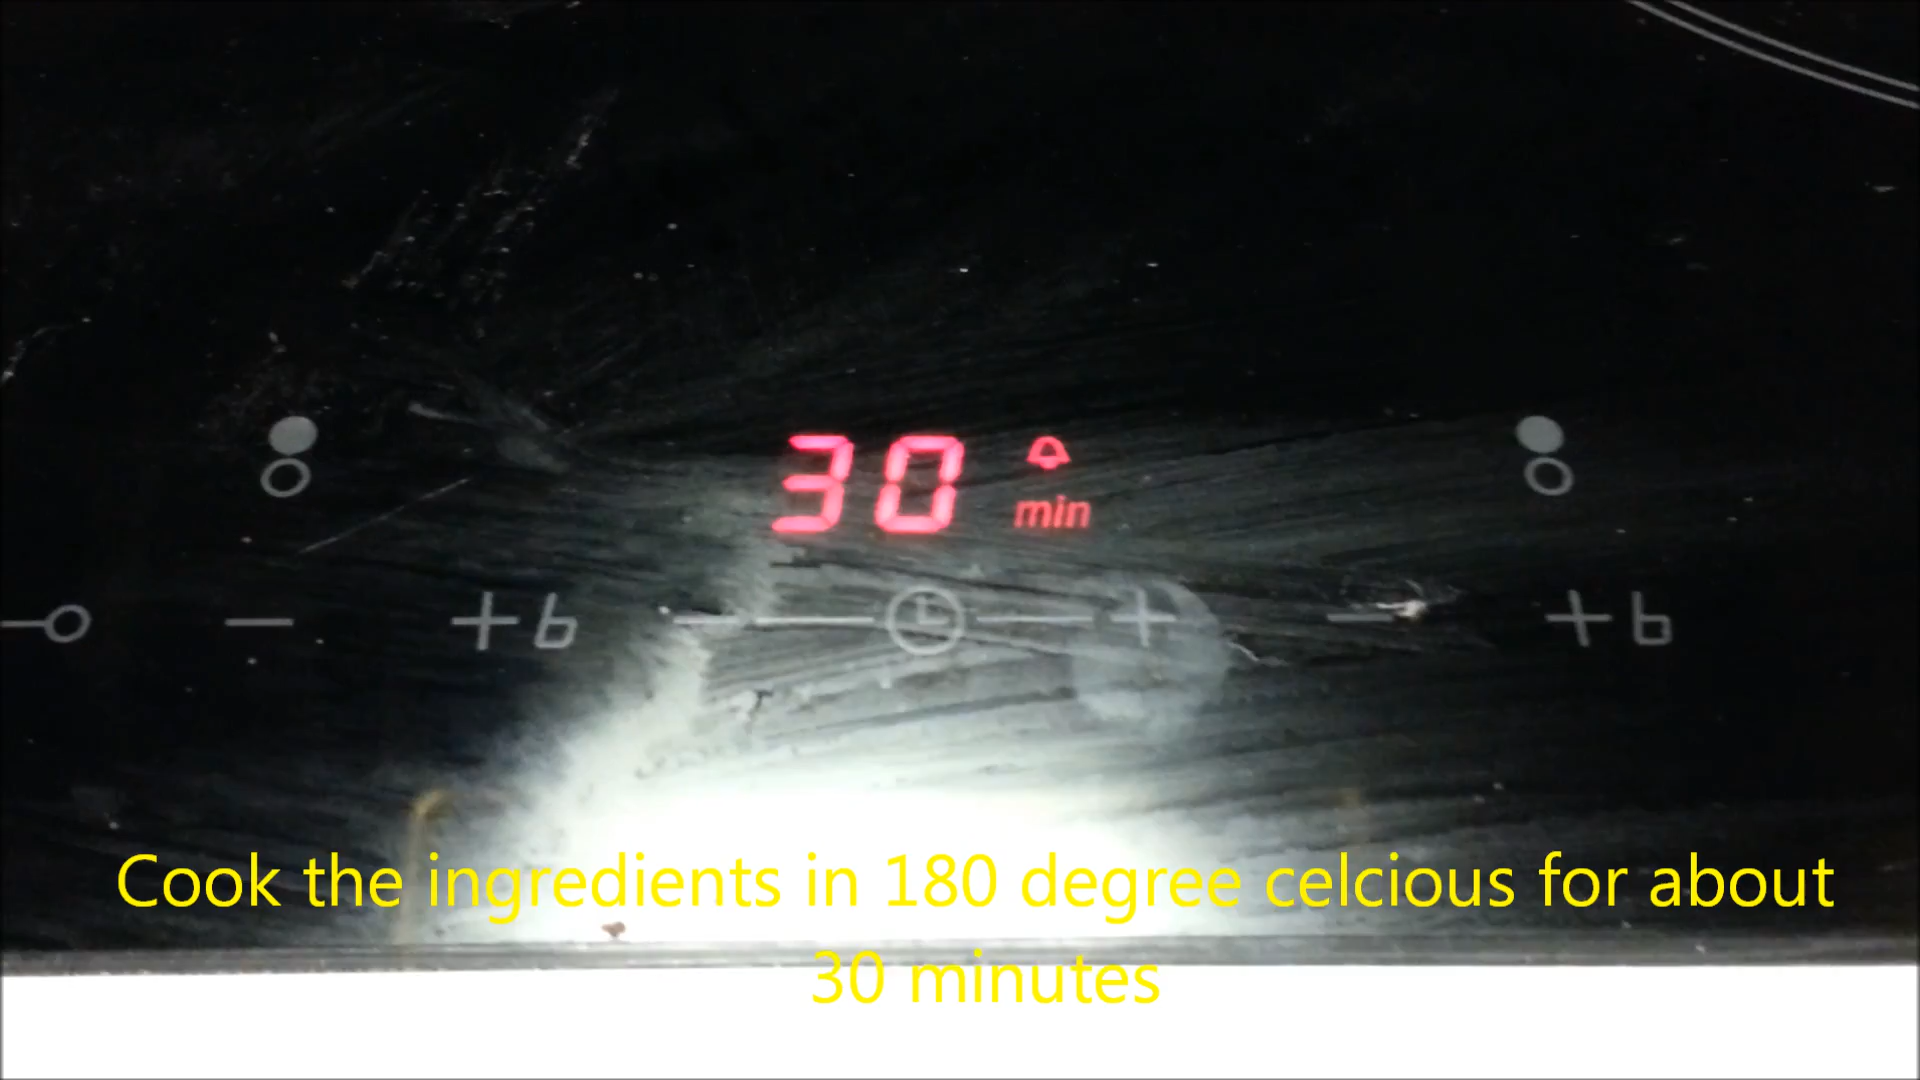 30
min
— + b — + — + b
Cook the ingredients in 180 degree celcious for about
30 minutes